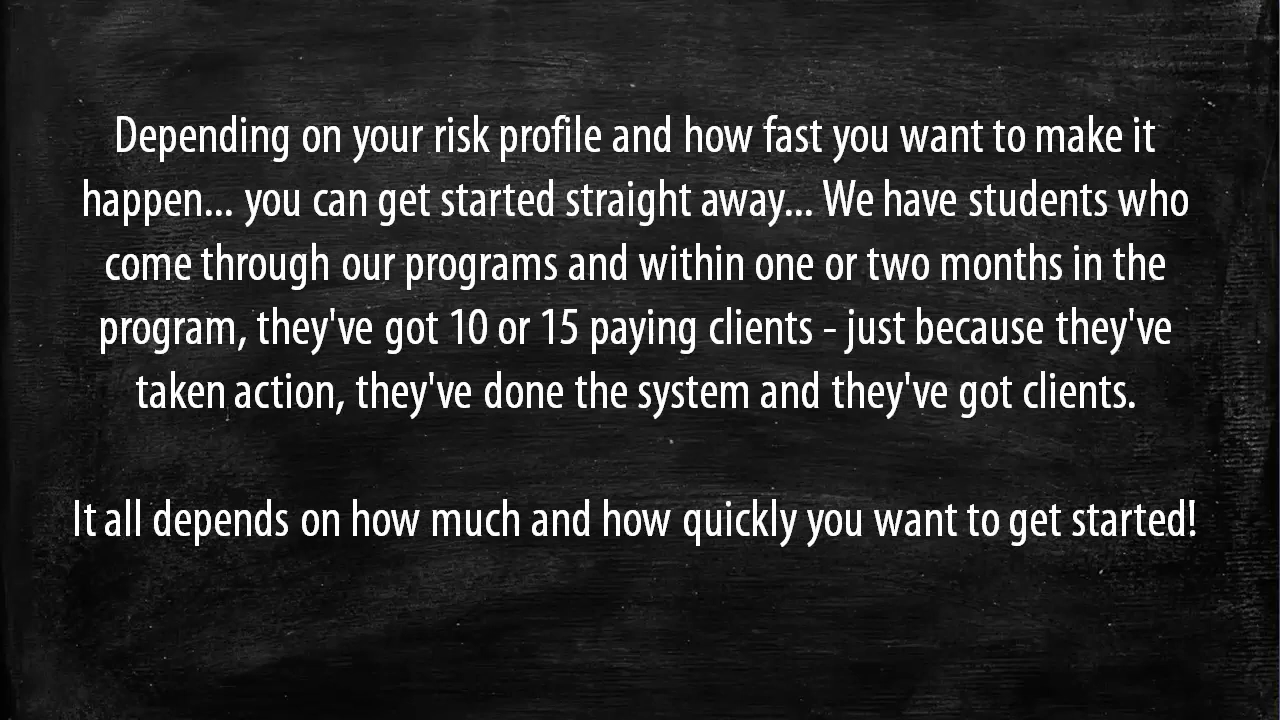 Depending on your risk profile and how fast you want to make it
happen... you can get started straight away... We have students who
come through our programs and within one or two months in the
program, they've got 10 or 15 paying clients - just because they've
taken action, they've done the system and they've got clients.
It all depends on how much and how quickly you want to get started!